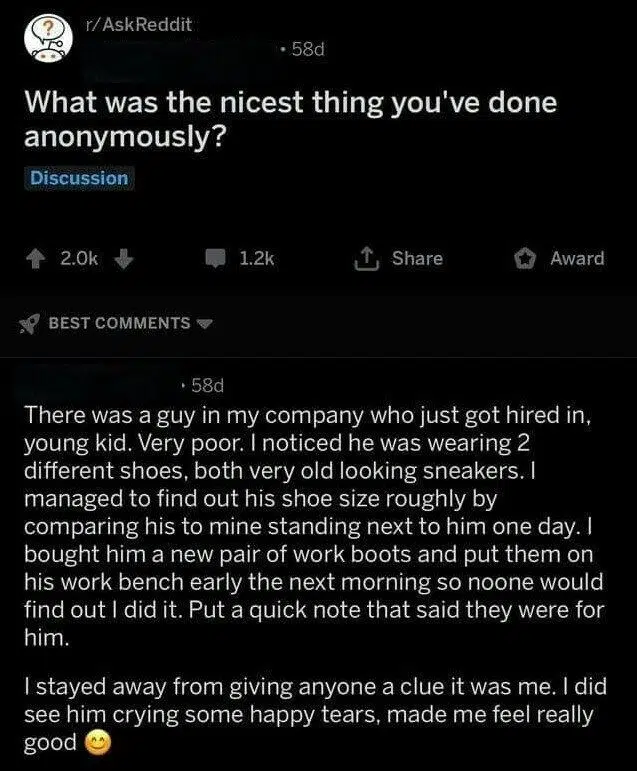 r/AskReddit
• 58d
What was the nicest thing you've done
anonymously?
Discussion
2.0k
1.2k
Share
Award
BEST COMMENTS
• 58d
There was a guy in my company who just got hired in,
young kid. Very poor. I noticed he was wearing 2
different shoes, both very old looking sneakers. I
managed to find out his shoe size roughly by
comparing his to mine standing next to him one day. I
bought him a new pair of work boots and put them on
his work bench early the next morning so noone would
find out I did it. Put a quick note that said they were for
him.
I stayed away from giving anyone a clue it was me. I did
see him crying some happy tears, made me feel really
good 😊